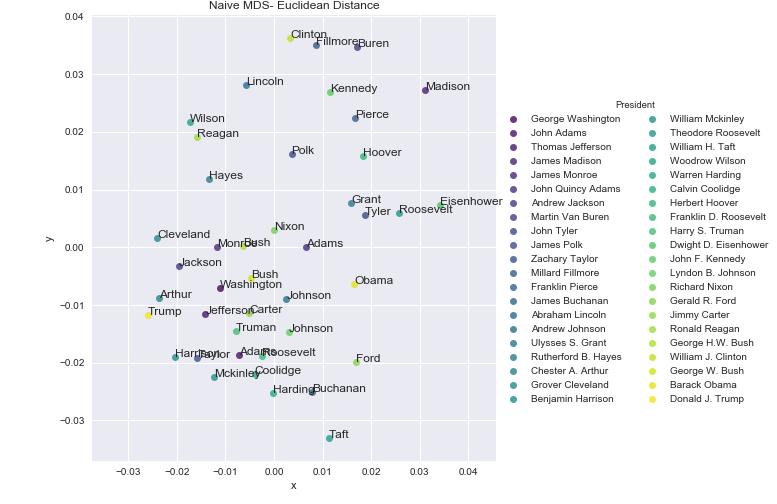 Naive MDS- Euclidean Distance
0.04
0.03
0.02
0.01
0.00
−0.01
−0.02
−0.03
y
−0.03
−0.02
−0.01
0.00
0.01
0.02
0.03
0.04
x
Clinton
Fillmore
Buren
Lincoln
Kennedy
Madison
Wilson
Pierce
Reagan
Polk
Hoover
Hayes
Grant
Eisenhower
Tyler
Roosevelt
Nixon
Cleveland
Monroe
Bush
Adams
Jackson
Bush
Washington
Obama
Arthur
Johnson
Trump
Jefferson
Carter
Truman
Johnson
Harrison
Taylor
Adams
Roosevelt
Ford
Mckinley
Coolidge
Harding
Buchanan
Taft
President
George Washington
John Adams
Thomas Jefferson
James Madison
James Monroe
John Quincy Adams
Andrew Jackson
Martin Van Buren
John Tyler
James Polk
Zachary Taylor
Millard Fillmore
Franklin Pierce
James Buchanan
Abraham Lincoln
Andrew Johnson
Ulysses S. Grant
Rutherford B. Hayes
Chester A. Arthur
Grover Cleveland
Benjamin Harrison
William Mckinley
Theodore Roosevelt
William H. Taft
Woodrow Wilson
Warren Harding
Calvin Coolidge
Herbert Hoover
Franklin D. Roosevelt
Harry S. Truman
Dwight D. Eisenhower
John F. Kennedy
Lyndon B. Johnson
Richard Nixon
Gerald R. Ford
Jimmy Carter
Ronald Reagan
George H.W. Bush
William J. Clinton
George W. Bush
Barack Obama
Donald J. Trump